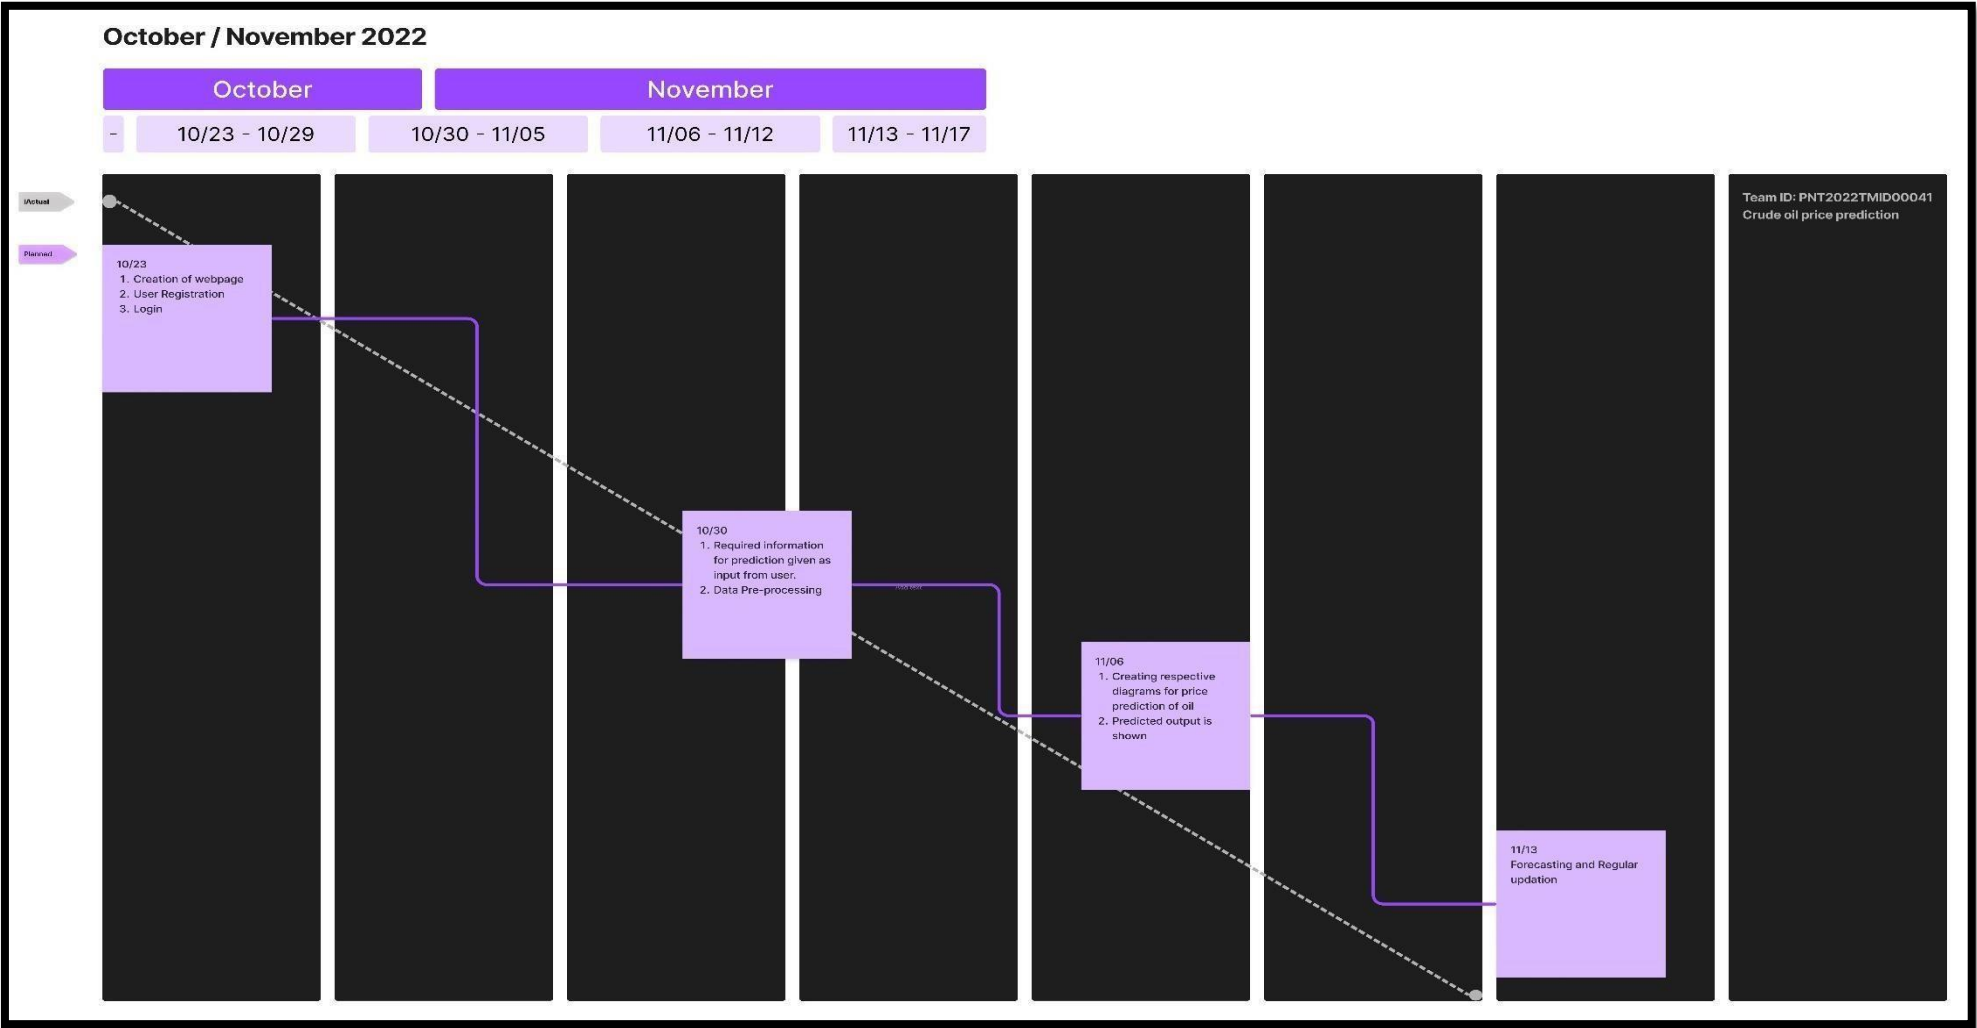 October / November 2022
October
November
-
10/23 - 10/29
10/30 - 11/05
11/06 - 11/12
11/13 - 11/17
iActual
Planned
Team ID: PNT2022TMID00041
Crude oil price prediction
10/23
1. Creation of webpage
2. User Registration
3. Login
10/30
1. Required information
for prediction given as
input from user.
2. Data Pre-processing
11/06
1. Creating respective
diagrams for price
prediction of oil
2. Predicted output is
shown
11/13
Forecasting and Regular
updation